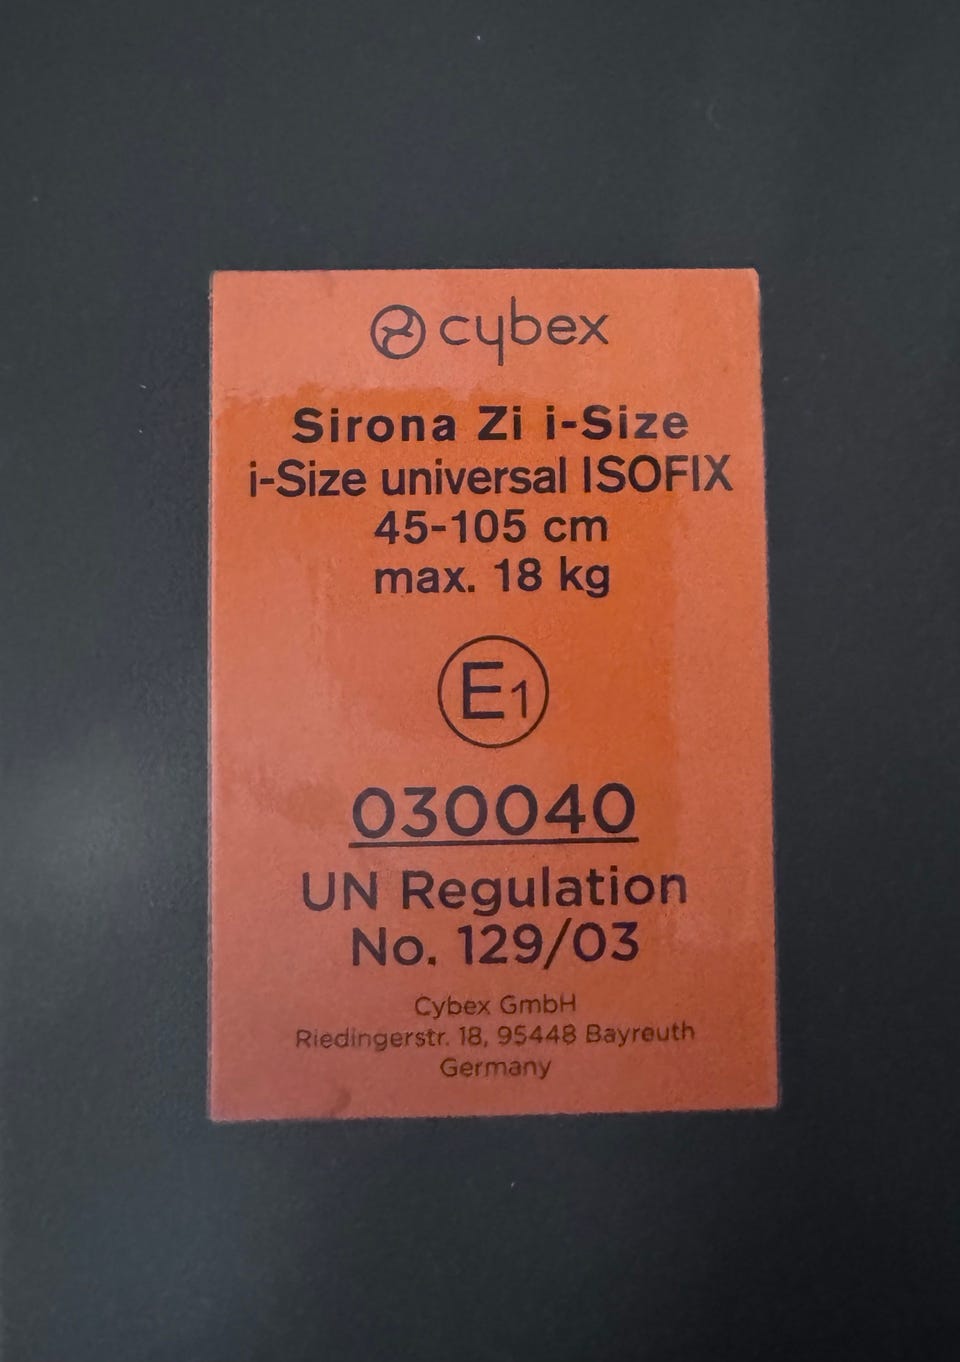 cybex
Sirona Zi i-Size
i-Size universal ISOFIX
45-105 cm
max. 18 kg
E1
030040
UN Regulation
No. 129/03
Cybex GmbH
Riedingerstr. 18, 95448 Bayreuth
Germany